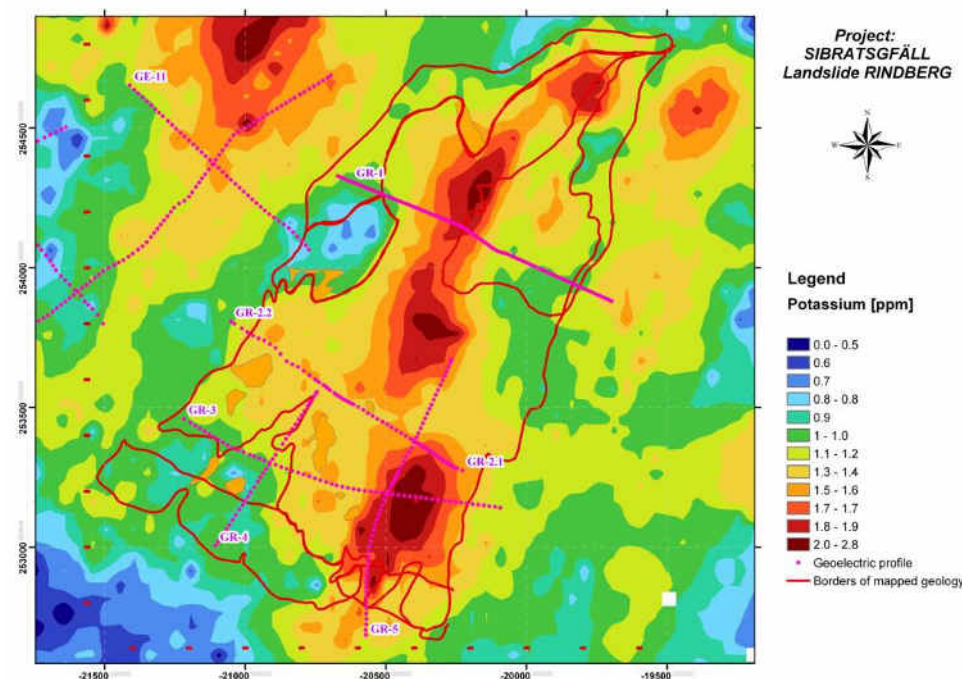 Project:
SIBRATSGFÄLL
Landslide RINDBERG
N
W E
S
Legend
Potassium [ppm]
0.0 - 0.5
0.6
0.7
0.8 - 0.8
0.9
1 - 1.0
1.1 - 1.2
1.3 - 1.4
1.5 - 1.6
1.7 - 1.7
1.8 - 1.9
2.0 - 2.8
Geoelectric profile
Borders of mapped geology
GE-11
GR-1
GR-2.2
GR-3
GR-2.1
GR-4
GR-5
254500
254000
253500
253000
-21500 -21000 -20500 -20000 -19500